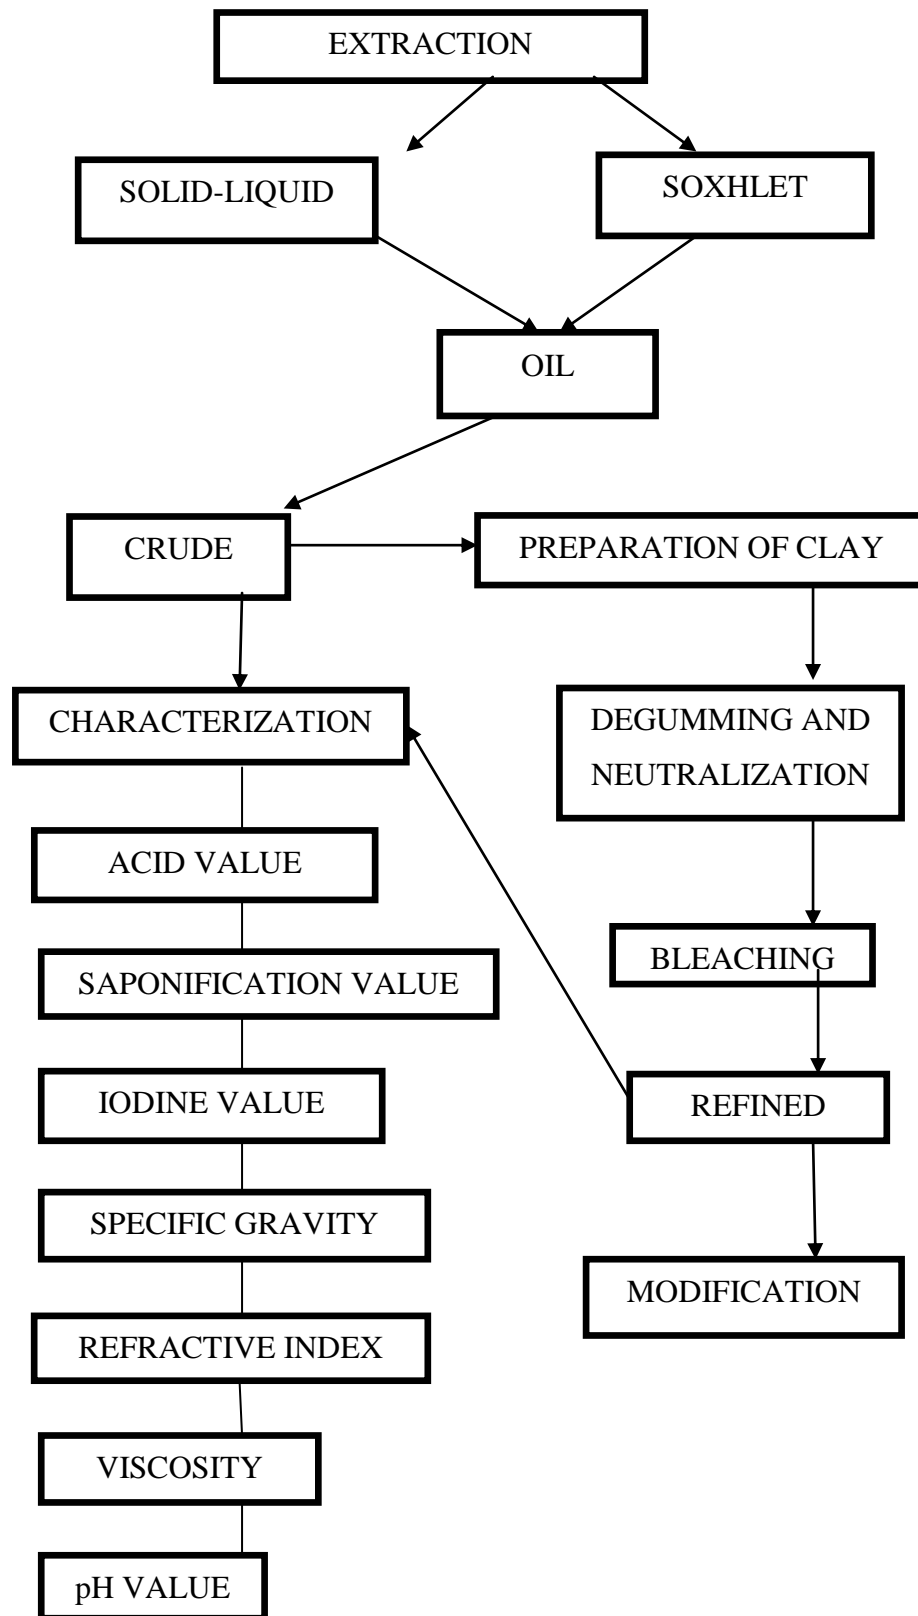 EXTRACTION
SOLID-LIQUID
SOXHLET
OIL
CRUDE
PREPARATION OF CLAY
CHARACTERIZATION
DEGUMMING AND
NEUTRALIZATION
ACID VALUE
BLEACHING
SAPONIFICATION VALUE
IODINE VALUE
REFINED
SPECIFIC GRAVITY
MODIFICATION
REFRACTIVE INDEX
VISCOSITY
pH VALUE